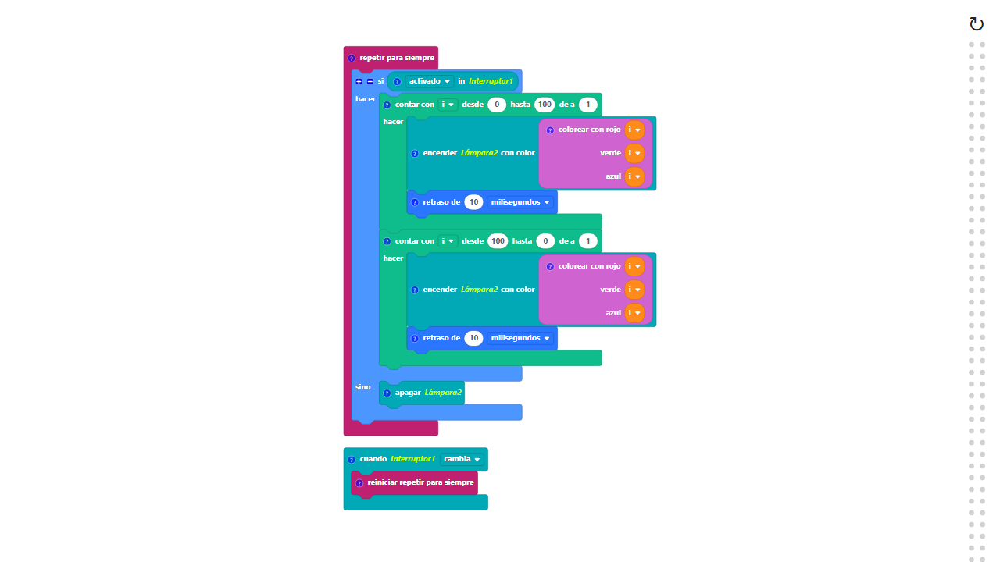 repetir para siempre
si activado in Interruptor1
hacer contar con i desde 0 hasta 100 de a 1
hacer
colorear con rojo i
encender Lámpara2 con color verde i
azul i
retraso de 10 milisegundos
contar con i desde 100 hasta 0 de a 1
hacer
colorear con rojo i
encender Lámpara2 con color verde i
azul i
retraso de 10 milisegundos
sino apagar Lámpara2
cuando Interruptor1 cambia
reiniciar repetir para siempre